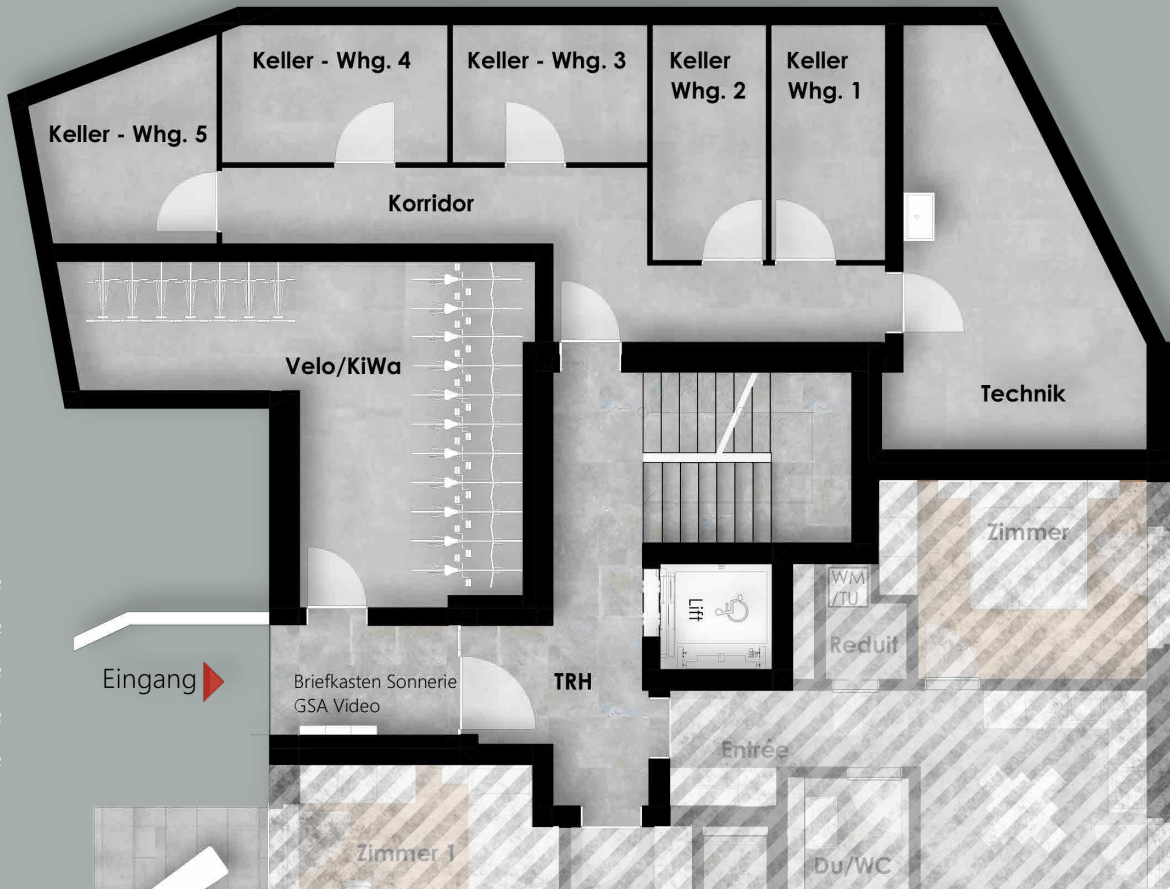 Keller - Whg. 4
Keller - Whg. 3
Keller
Whg. 2
Keller
Whg. 1
Keller - Whg. 5
Korridor
Velo/KiWa
Technik
Zimmer
WM
/TU
Lift
Reduit
Eingang
Briefkasten Sonnerie
GSA Video
TRH
Entrée
Zimmer 1
Du/WC